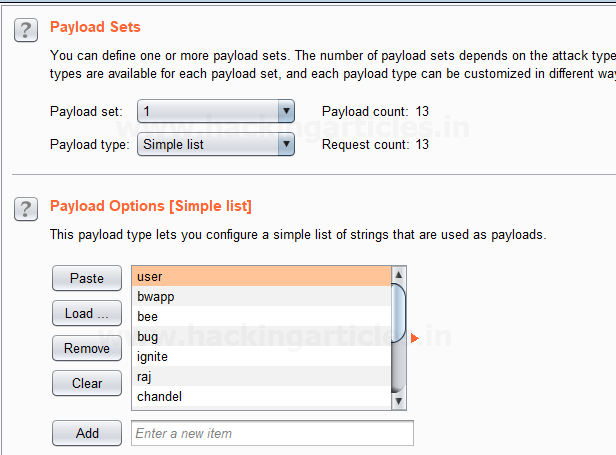 ?
Payload Sets
You can define one or more payload sets. The number of payload sets depends on the attack type
types are available for each payload set, and each payload type can be customized in different way
Payload set: 1 Payload count: 13
www.hackingarticles.in
Payload type: Simple list Request count: 13
?
Payload Options [Simple list]
This payload type lets you configure a simple list of strings that are used as payloads.
Paste
Load ...
Remove
Clear
user
bwapp
bee
bug
www.hackingarticles.in
ignite
raj
chandel
Add Enter a new item